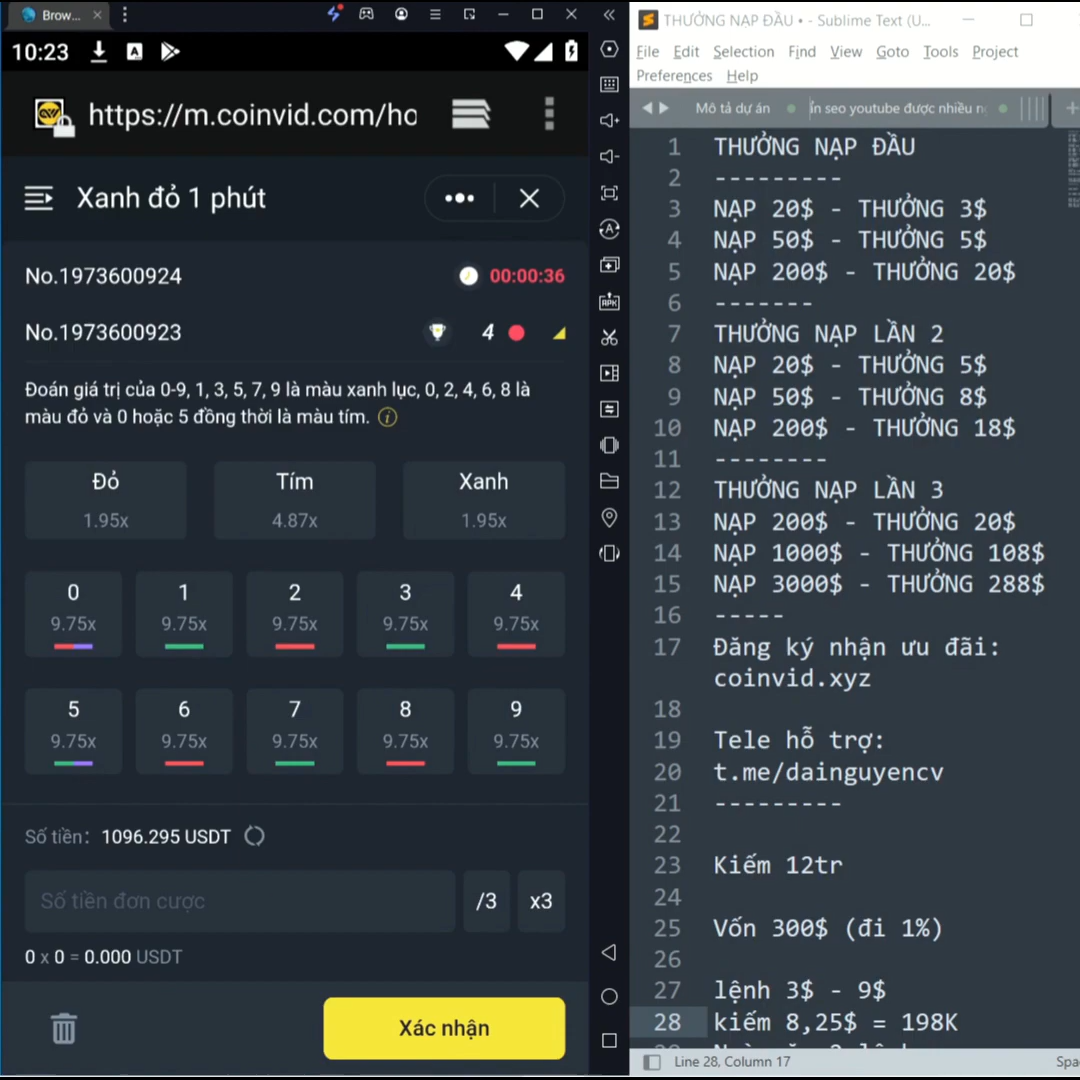 Brow...
10:23
https://m.coinvid.com/ho
Xanh đỏ 1 phút
No.1973600924
00:00:36
No.1973600923
4
Đoán giá trị của 0-9, 1, 3, 5, 7, 9 là màu xanh lục, 0, 2, 4, 6, 8 là
màu đỏ và 0 hoặc 5 đồng thời là màu tím.
Đỏ Tím Xanh
1.95x 4.87x 1.95x
0 1 2 3 4
9.75x 9.75x 9.75x 9.75x 9.75x
5 6 7 8 9
9.75x 9.75x 9.75x 9.75x 9.75x
Số tiền: 1096.295 USDT
Số tiền đơn cược
/3 x3
0 x 0 = 0.000 USDT
Xác nhận
APK
THƯỞNG NẠP ĐẦU • - Sublime Text (U...
File Edit Selection Find View Goto Tools Project
Preferences Help
Mô tả dự án
ỉn seo youtube được nhiều
1 THƯỞNG NẠP ĐẦU
2 ---------
3 NẠP 20$ - THƯỞNG 3$
4 NẠP 50$ - THƯỞNG 5$
5 NẠP 200$ - THƯỞNG 20$
6 -------
7 THƯỞNG NẠP LẦN 2
8 NẠP 20$ - THƯỞNG 5$
9 NẠP 50$ - THƯỞNG 8$
10 NẠP 200$ - THƯỞNG 18$
11 --------
12 THƯỞNG NẠP LẦN 3
13 NẠP 200$ - THƯỞNG 20$
14 NẠP 1000$ - THƯỞNG 108$
15 NẠP 3000$ - THƯỞNG 288$
16 -----
17 Đăng ký nhận ưu đãi:
coinvid.xyz
18
19 Tele hỗ trợ:
20 t.me/dainguyencv
21 ---------
22
23 Kiếm 12tr
24
25 Vốn 300$ (đi 1%)
26
27 lệnh 3$ - 9$
28 kiếm 8,25$ = 198K
Line 28, Column 17
Spa